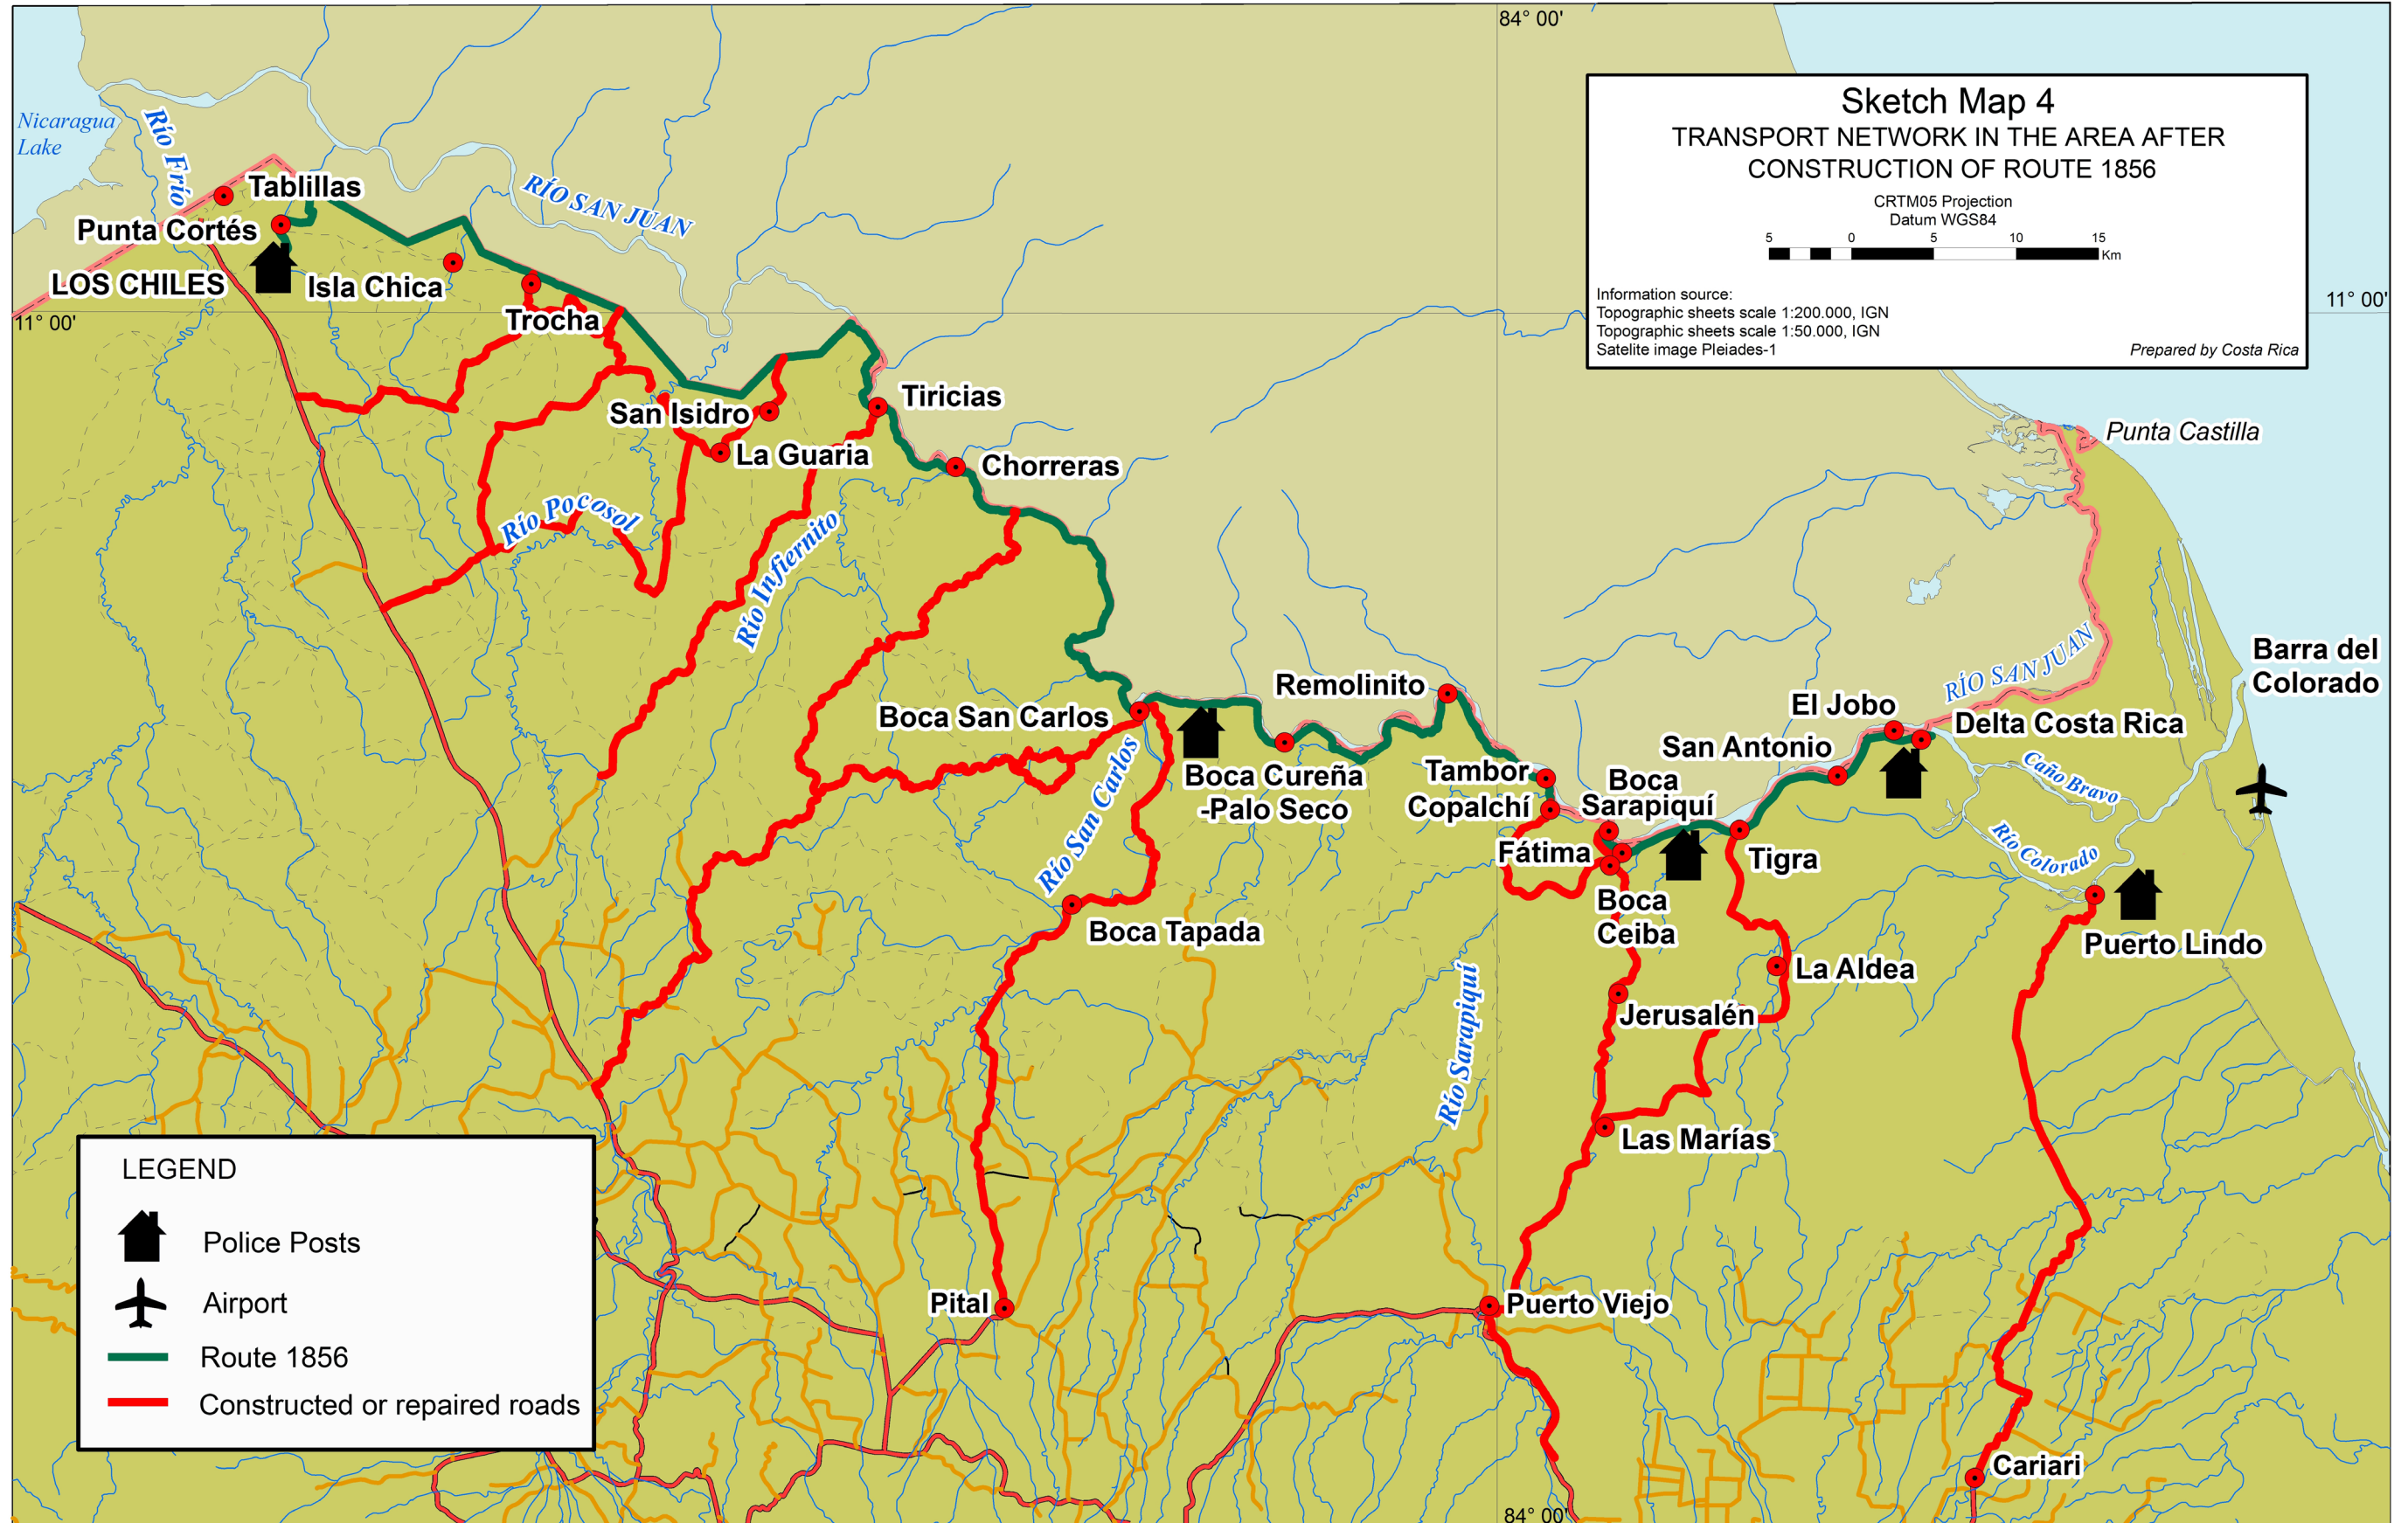 84° 00'
Sketch Map 4
TRANSPORT NETWORK IN THE AREA AFTER
CONSTRUCTION OF ROUTE 1856
CRTM05 Projection
Datum WGS84
5 0 5 10 15
Km
Information source:
Topographic sheets scale 1:200.000, IGN
Topographic sheets scale 1:50.000, IGN
Satelite image Pleiades-1
Prepared by Costa Rica
Nicaragua
Lake
Río Frío
Tablillas
Punta Cortés
LOS CHILES
Isla Chica
RÍO SAN JUAN
11° 00'
11° 00'
Trocha
San Isidro
La Guaria
Tiricias
Chorreras
Punta Castilla
Río Pocosol
Río Infiernito
Boca San Carlos
Río San Carlos
Remolinito
Boca Cureña
-Palo Seco
Tambor
Copalchí
Boca
Sarapiquí
Fátima
Boca
Ceiba
San Antonio
El Jobo
Delta Costa Rica
RÍO SAN JUAN
Barra del
Colorado
Caño Bravo
Río Colorado
Tigra
Puerto Lindo
Boca Tapada
La Aldea
Jerusalén
Río Sarapiquí
Las Marías
Pital
Puerto Viejo
Cariari
84° 00'
LEGEND
Police Posts
Airport
Route 1856
Constructed or repaired roads